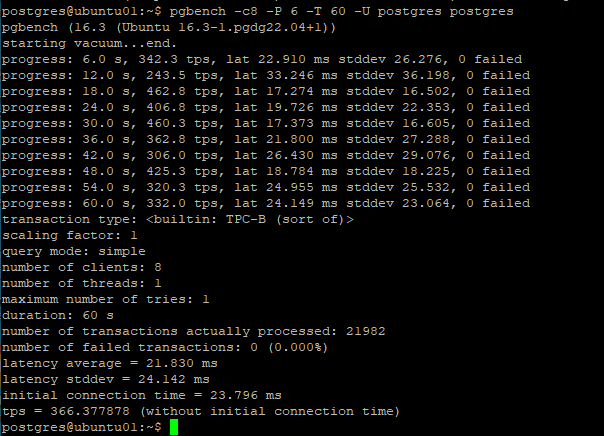 postgres@ubuntu01:~$ pgbench -c8 -P 6 -T 60 -U postgres postgres
pgbench (16.3 (Ubuntu 16.3-1.pgdg22.04+1))
starting vacuum...end.
progress: 6.0 s, 342.3 tps, lat 22.910 ms stddev 26.276, 0 failed
progress: 12.0 s, 243.5 tps, lat 33.246 ms stddev 36.198, 0 failed
progress: 18.0 s, 462.8 tps, lat 17.274 ms stddev 16.502, 0 failed
progress: 24.0 s, 406.8 tps, lat 19.726 ms stddev 22.353, 0 failed
progress: 30.0 s, 460.3 tps, lat 17.373 ms stddev 16.605, 0 failed
progress: 36.0 s, 362.8 tps, lat 21.800 ms stddev 27.288, 0 failed
progress: 42.0 s, 306.0 tps, lat 26.430 ms stddev 29.076, 0 failed
progress: 48.0 s, 425.3 tps, lat 18.784 ms stddev 18.225, 0 failed
progress: 54.0 s, 320.3 tps, lat 24.955 ms stddev 25.532, 0 failed
progress: 60.0 s, 332.0 tps, lat 24.149 ms stddev 23.064, 0 failed
transaction type: <builtin: TPC-B (sort of)>
scaling factor: 1
query mode: simple
number of clients: 8
number of threads: 1
maximum number of tries: 1
duration: 60 s
number of transactions actually processed: 21982
number of failed transactions: 0 (0.000%)
latency average = 21.830 ms
latency stddev = 24.142 ms
initial connection time = 23.796 ms
tps = 366.377878 (without initial connection time)
postgres@ubuntu01:~$